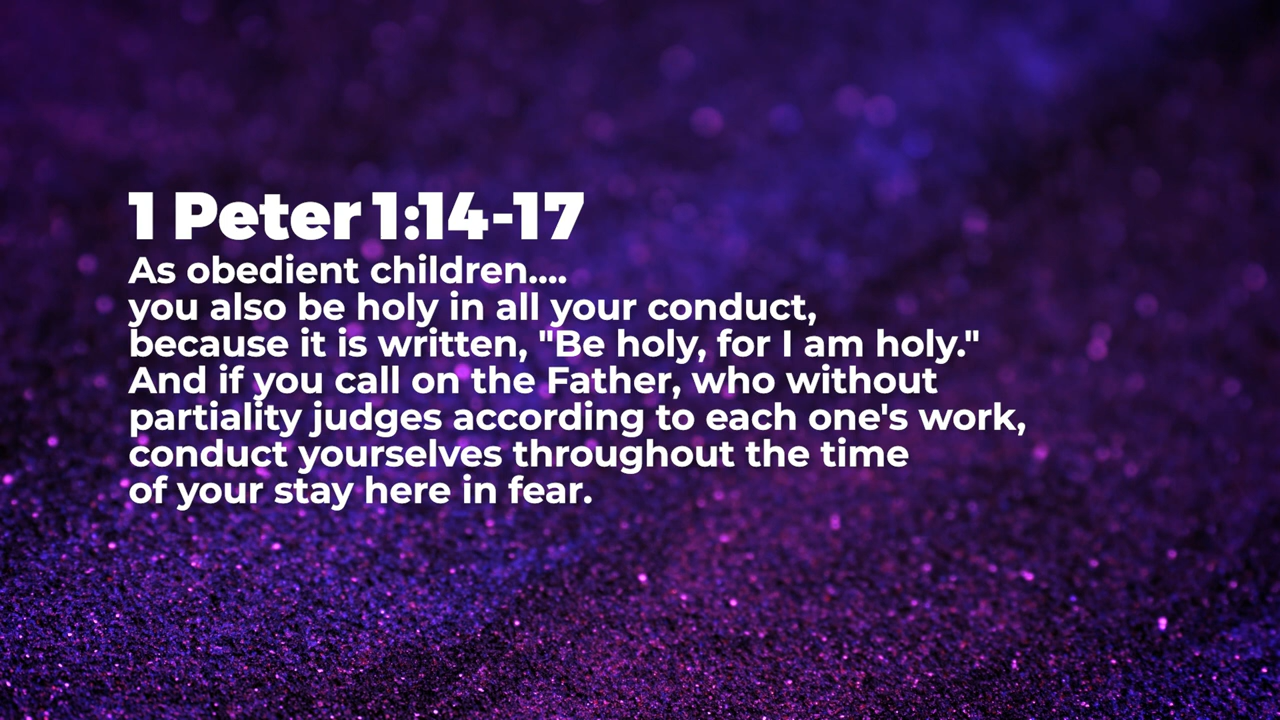 1 Peter 1:14-17
As obedient children....
you also be holy in all your conduct,
because it is written, "Be holy, for I am holy."
And if you call on the Father, who without
partiality judges according to each one's work,
conduct yourselves throughout the time
of your stay here in fear.